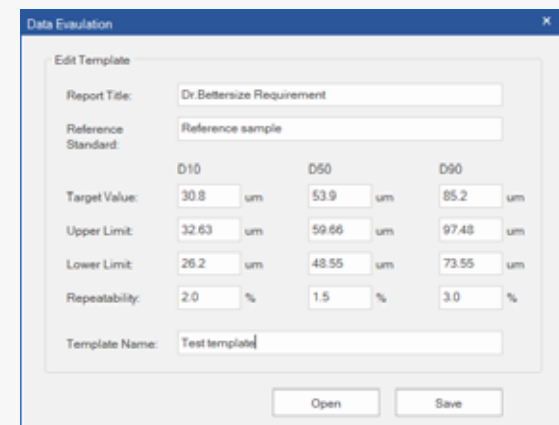 Data Evaulation ×
Edit Template
Report Title: Dr.Bettersize Requirement
Reference Standard: Reference sample
D10 D50 D90
Target Value: 30.8 um 53.9 um 85.2 um
Upper Limit: 32.63 um 59.66 um 97.48 um
Lower Limit: 26.2 um 48.55 um 73.55 um
Repeatability: 2.0 % 1.5 % 3.0 %
Template Name: Test template
Open Save